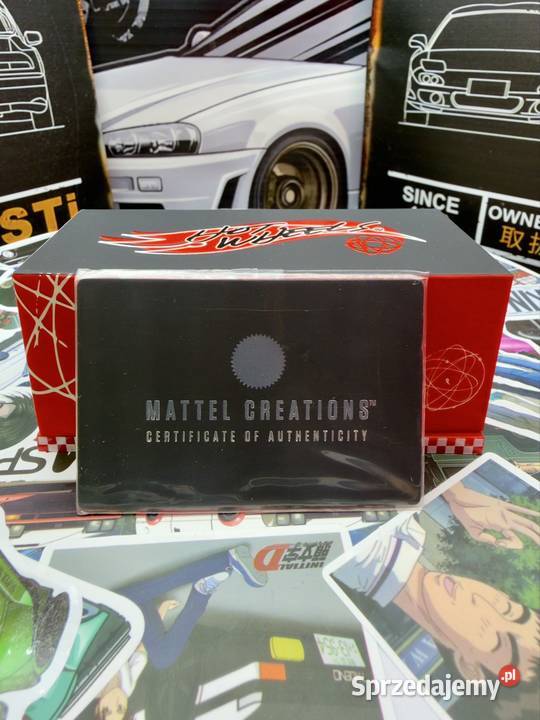 STi
SINCE
OWNE
取扱
HOT
WHEELS
MATTEL CREATIONS™
CERTIFICATE OF AUTHENTICITY
INITIAL D
Sprzedajemy.pl